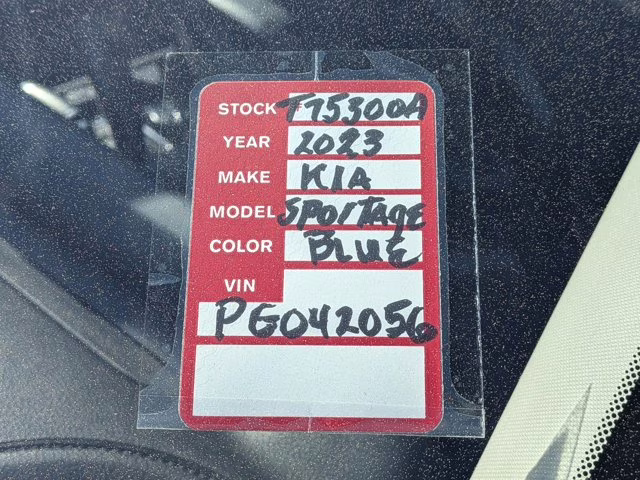 STOCK # T75300A
YEAR 2023
MAKE KIA
MODEL SPOrTAgE
COLOR BLUE
VIN
PG042056